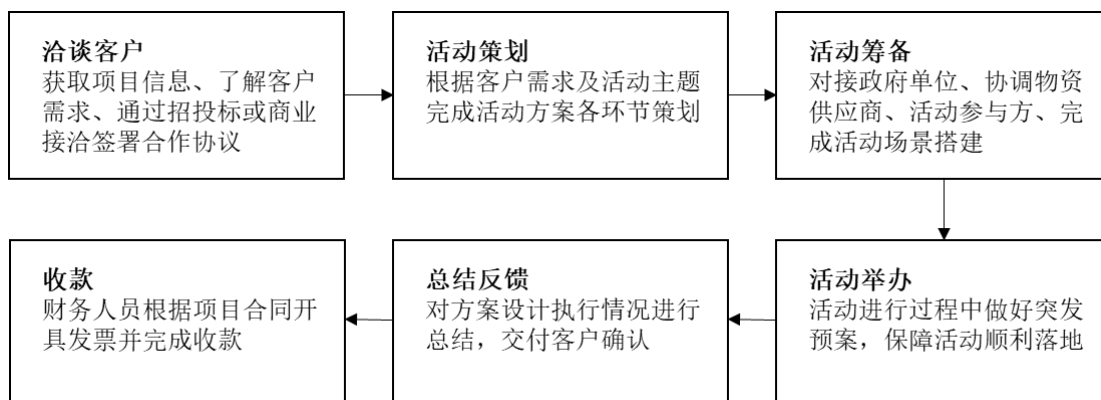 洽谈客户
获取项目信息、了解客户
需求、通过招投标或商业
接洽签署合作协议
活动策划
根据客户需求及活动主题
完成活动方案各环节策划
活动筹备
对接政府单位、协调物资
供应商、活动参与方、完
成活动场景搭建
活动举办
活动进行过程中做好突发
预案，保障活动顺利落地
总结反馈
对方案设计执行情况进行
总结，交付客户确认
收款
财务人员根据项目合同开
具发票并完成收款